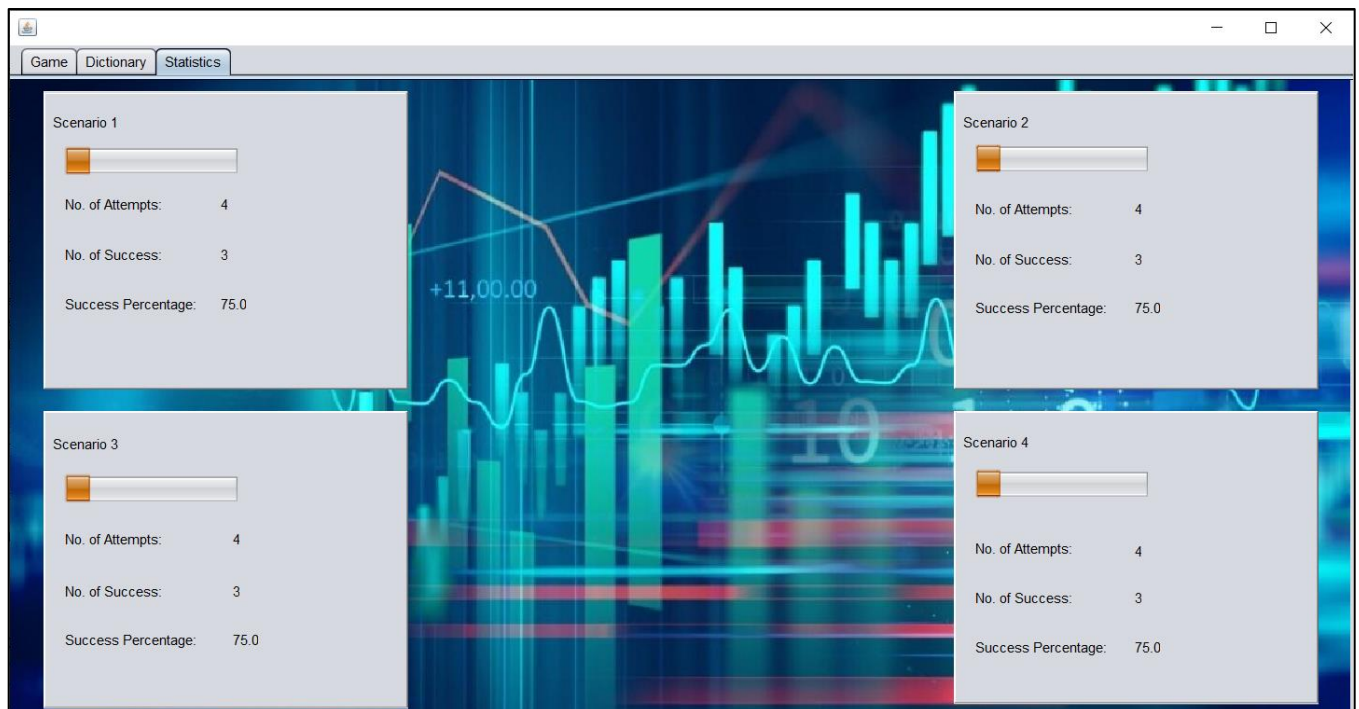 Game Dictionary Statistics
Scenario 1
No. of Attempts: 4
No. of Success: 3
Success Percentage: 75.0
Scenario 2
No. of Attempts: 4
No. of Success: 3
Success Percentage: 75.0
+11,00.00
10
Scenario 3
No. of Attempts: 4
No. of Success: 3
Success Percentage: 75.0
Scenario 4
No. of Attempts: 4
No. of Success: 3
Success Percentage: 75.0